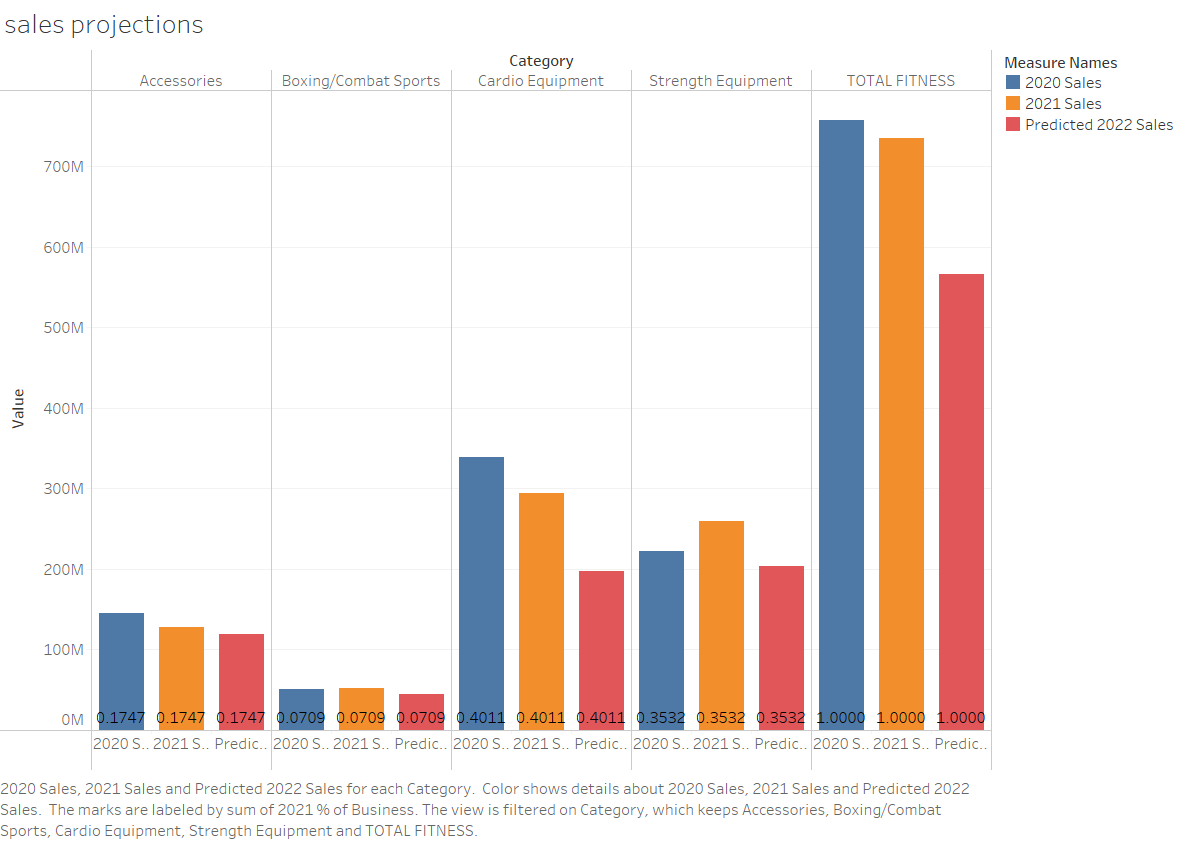 sales projections
Category
Accessories Boxing/Combat Sports Cardio Equipment Strength Equipment TOTAL FITNESS
Measure Names
2020 Sales
2021 Sales
Predicted 2022 Sales
Value
700M
600M
500M
400M
300M
200M
100M
0M
0.1747 0.1747 0.1747 0.0709 0.0709 0.0709 0.4011 0.4011 0.4011 0.3532 0.3532 0.3532 1.0000 1.0000 1.0000
2020 S.. 2021 S.. Predic.. 2020 S.. 2021 S.. Predic.. 2020 S.. 2021 S.. Predic.. 2020 S.. 2021 S.. Predic.. 2020 S.. 2021 S.. Predic..
2020 Sales, 2021 Sales and Predicted 2022 Sales for each Category.  Color shows details about 2020 Sales, 2021 Sales and Predicted 2022
Sales.  The marks are labeled by sum of 2021 % of Business. The view is filtered on Category, which keeps Accessories, Boxing/Combat
Sports, Cardio Equipment, Strength Equipment and TOTAL FITNESS.